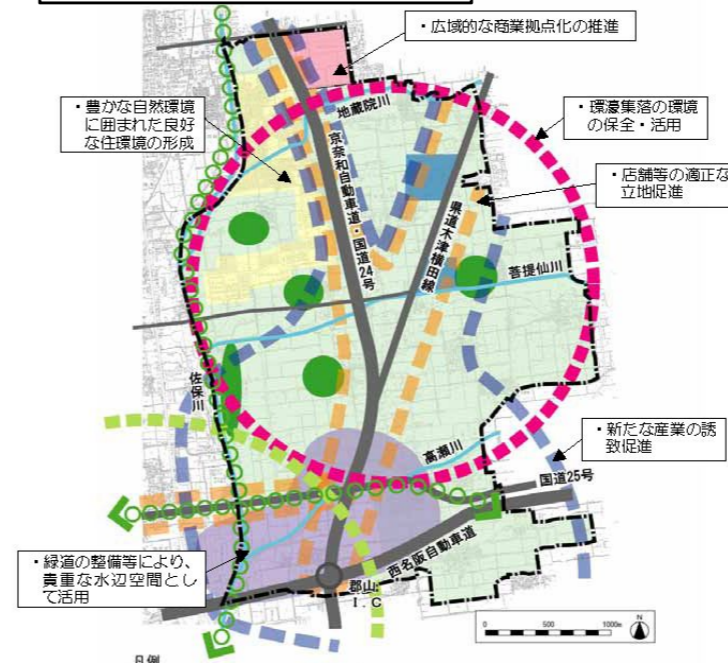 ・広域的な商業拠点化の推進
・豊かな自然環境
に囲まれた良好
な住環境の形成
地蔵院川
・環濠集落の環境
の保全・活用
京奈和自動車道・国道24号
・店舗等の適正な
立地促進
県道木津横田線
菩提仙川
佐保川
・新たな産業の誘
致促進
高瀬川
国道25号
西名阪自動車道
・緑道の整備等により、
貴重な水辺空間とし
て活用
郡山
I.C
N
0 500 1000m
凡例